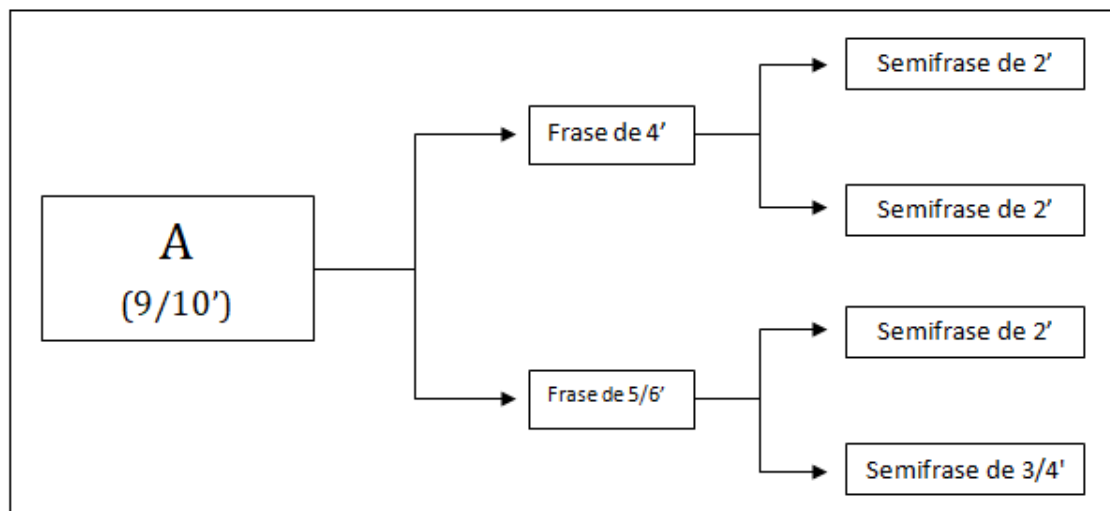 A
(9/10’)
Frase de 4’
Semifrase de 2’
Semifrase de 2’
Frase de 5/6’
Semifrase de 2’
Semifrase de 3/4'